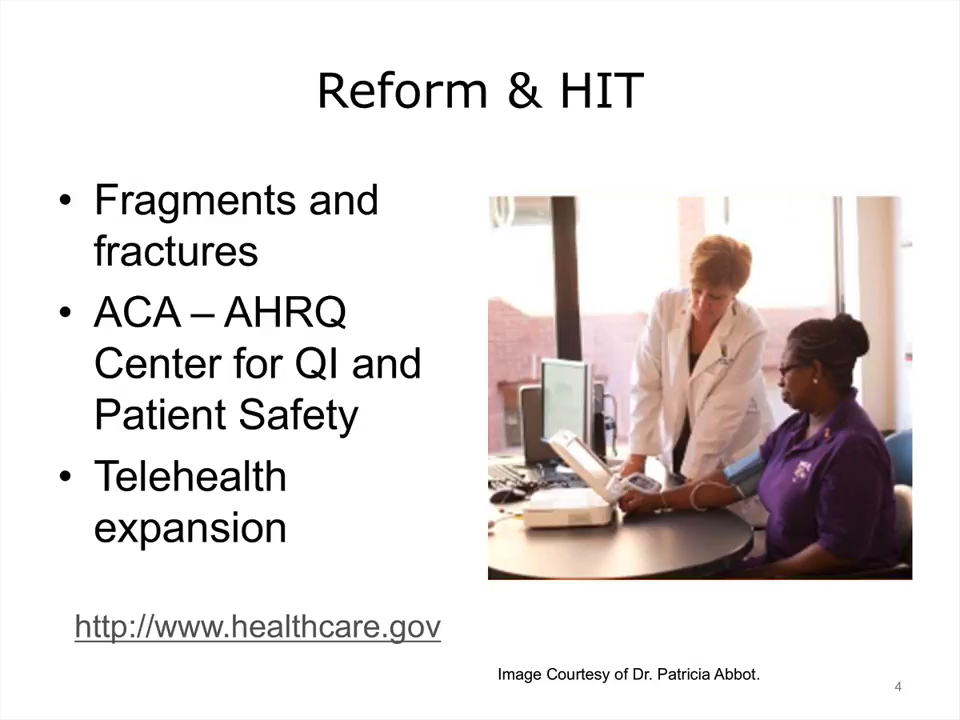 Reform & HIT
• Fragments and
fractures
• ACA – AHRQ
Center for QI and
Patient Safety
• Telehealth
expansion
http://www.healthcare.gov
Image Courtesy of Dr. Patricia Abbot.
4